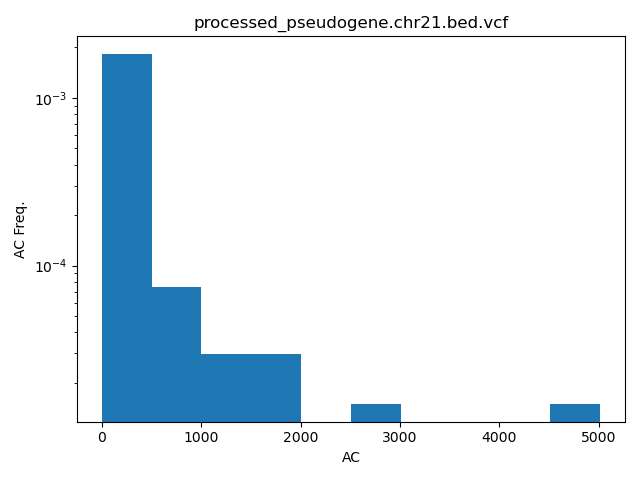 processed_pseudogene.chr21.bed.vcf
AC Freq.
10⁻³
10⁻⁴
0 1000 2000 3000 4000 5000
AC